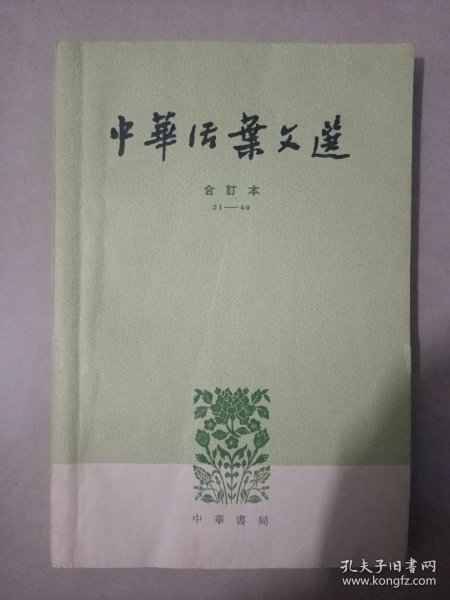 中華活葉文選
合訂本
21——40
中華書局
孔夫子旧书网
www.kongfz.com